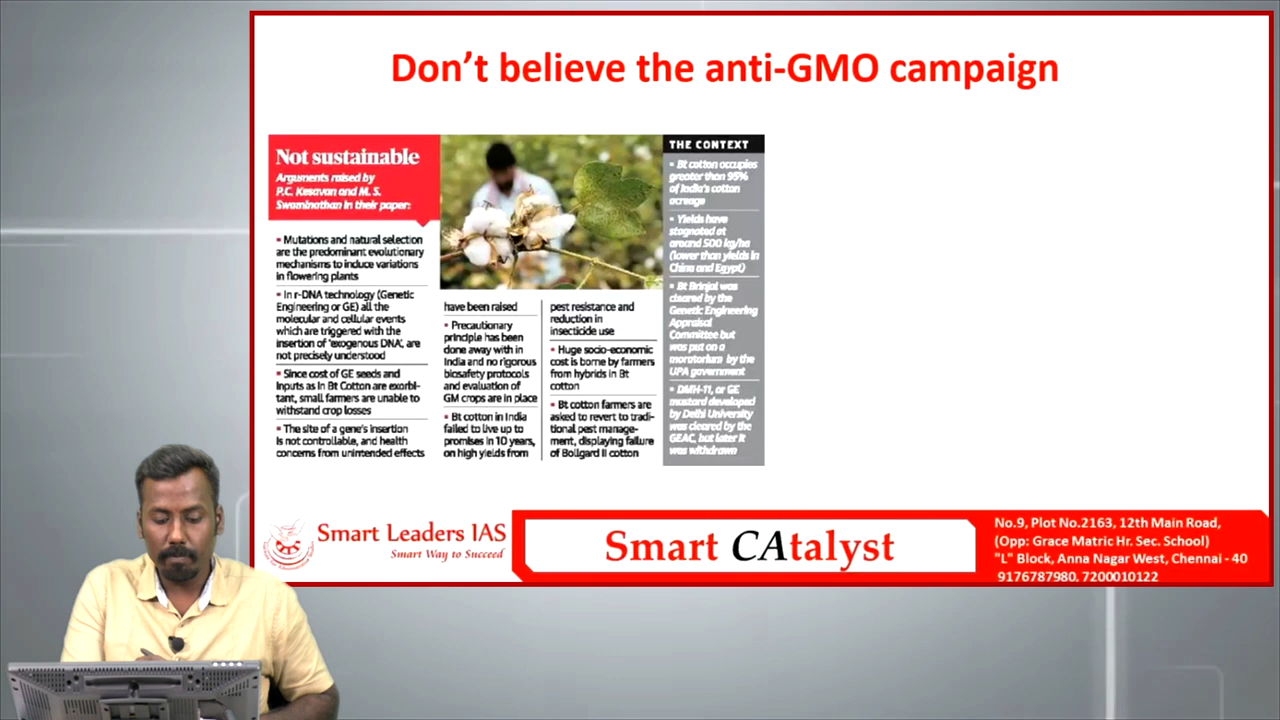 Don't believe the anti-GMO campaign
Not sustainable
Arguments raised by
P.C. Kesavan and M. S.
Swaminathan in their paper:
▪ Mutations and natural selection
are the predominant evolutionary
mechanisms to induce variations
in flowering plants
▪ In r-DNA technology (Genetic
Engineering or GE) all the
molecular and cellular events
which are triggered with the
insertion of 'exogenous DNA', are
not precisely understood
▪ Since cost of GE seeds and
inputs as in Bt Cotton are exorbi-
tant, small farmers are unable to
withstand crop losses
▪ The site of a gene's insertion
is not controllable, and health
concerns from unintended effects
have been raised
▪ Precautionary
principle has been
done away with in
India and no rigorous
biosafety protocols
and evaluation of
GM crops are in place
▪ Bt cotton in India
failed to live up to
promises in 10 years,
on high yields from
pest resistance and
reduction in
insecticide use
▪ Huge socio-economic
cost is borne by farmers
from hybrids in Bt
cotton
▪ Bt cotton farmers are
asked to revert to tradi-
tional pest manage-
ment, displaying failure
of Bollgard II cotton
THE CONTEXT
▪ Bt cotton occupies
greater than 95%
of India's cotton
acreage
▪ Yields have
stagnated at
around 500 kg/ha
(lower than yields in
China and Egypt)
▪ Bt Brinjal was
cleared by the
Genetic Engineering
Appraisal
Committee but
was put on a
moratorium by the
UPA government
▪ DMH-11, or GE
mustard developed
by Delhi University
was cleared by the
GEAC, but later it
was withdrawn
Smart Leaders IAS
Smart Way to Succeed
Smart CAtalyst
No.9, Plot No.2163, 12th Main Road,
(Opp: Grace Matric Hr. Sec. School)
"L" Block, Anna Nagar West, Chennai - 40
9176787980, 7200010122